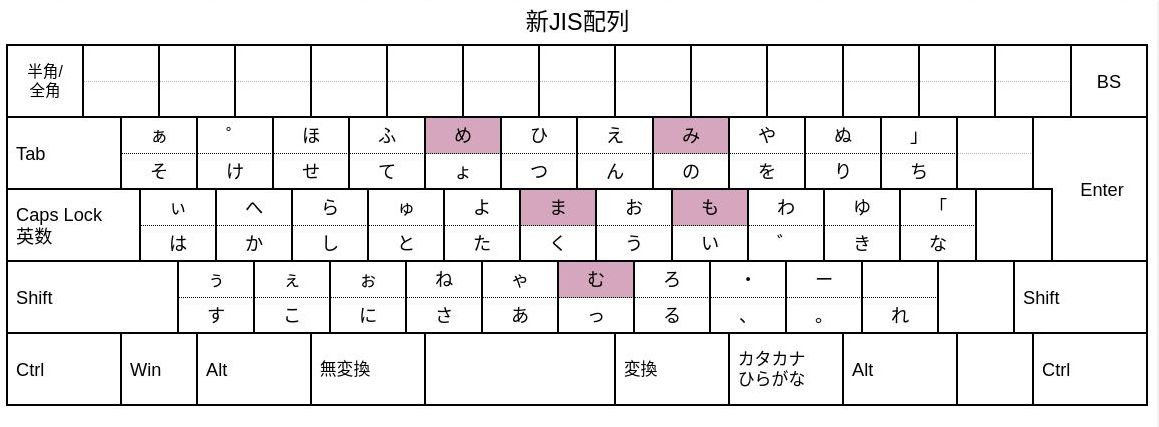 新JIS配列
半角/
全角
BS
Tab
ぁ ゜ ほ ふ め ひ え み や ぬ 」
そ け せ て ょ つ ん の を り ち
Enter
Caps Lock
英数
ぃ へ ら ゅ よ ま お も わ ゆ 「
は か し と た く う い ゛ き な
Shift
ぅ ぇ ぉ ね ゃ む ろ ・ ー
す こ に さ あ っ る 、 。 れ
Shift
Ctrl
Win
Alt
無変換
変換
カタカナ
ひらがな
Alt
Ctrl